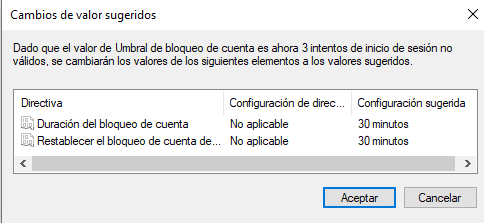 Cambios de valor sugeridos
Dado que el valor de Umbral de bloqueo de cuenta es ahora 3 intentos de inicio de sesión no
válidos, se cambiarán los valores de los siguientes elementos a los valores sugeridos.
Directiva Configuración de direc... Configuración sugerida
Duración del bloqueo de cuenta No aplicable 30 minutos
Restablecer el bloqueo de cuenta de... No aplicable 30 minutos
Aceptar Cancelar